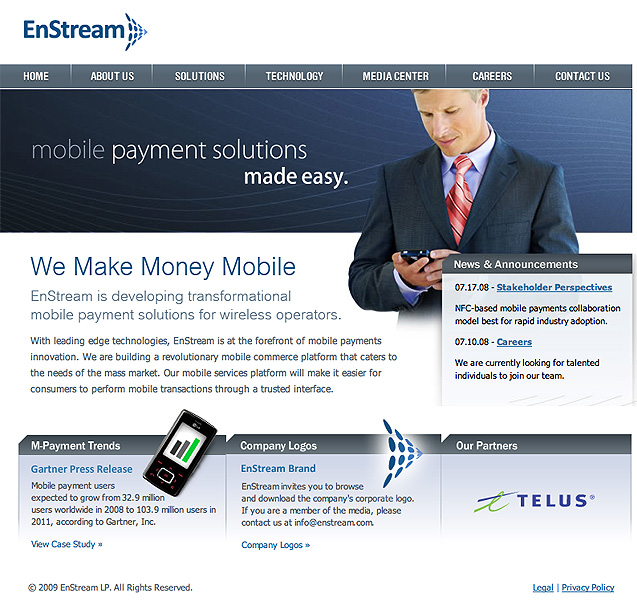 EnStream
HOME
ABOUT US
SOLUTIONS
TECHNOLOGY
MEDIA CENTER
CAREERS
CONTACT US
mobile payment solutions
made easy.
We Make Money Mobile
EnStream is developing transformational
mobile payment solutions for wireless operators.
With leading edge technologies, EnStream is at the forefront of mobile payments
innovation. We are building a revolutionary mobile commerce platform that caters to
the needs of the mass market. Our mobile services platform will make it easier for
consumers to perform mobile transactions through a trusted interface.
News & Announcements
07.17.08 - Stakeholder Perspectives
NFC-based mobile payments collaboration
model best for rapid industry adoption.
07.10.08 - Careers
We are currently looking for talented
individuals to join our team.
M-Payment Trends
Gartner Press Release
Mobile payment users
expected to grow from 32.9 million
users worldwide in 2008 to 103.9 million users in
2011, according to Gartner, Inc.
View Case Study »
Company Logos
EnStream Brand
EnStream invites you to browse
and download the company's corporate logo.
If you are a member of the media, please
contact us at info@enstream.com.
Company Logos »
Our Partners
TELUS®
© 2009 EnStream LP. All Rights Reserved.
Legal | Privacy Policy